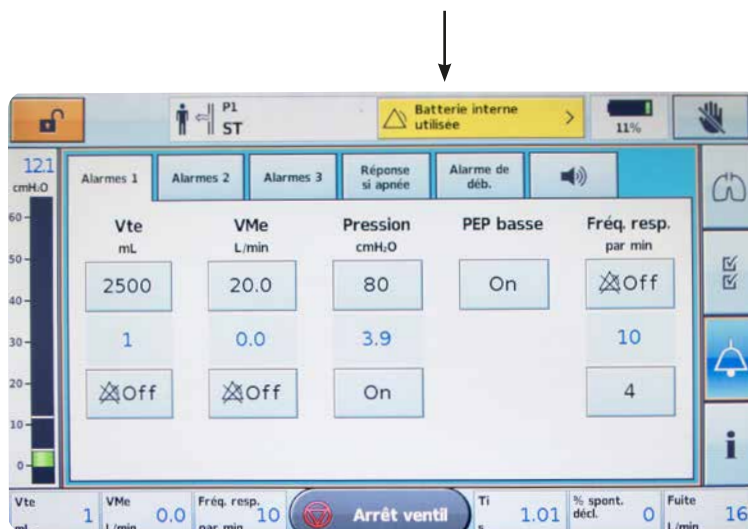 P1
ST
Batterie interne
utilisée
11%
12.1
cmH₂O
Alarmes 1
Alarmes 2
Alarmes 3
Réponse
si apnée
Alarme de
déb.
Vte
mL
VMe
L/min
Pression
cmH₂O
PEP basse
Fréq. resp.
par min
2500
20.0
80
On
Off
1
0.0
3.9
10
Off
Off
On
4
60
50
40
30
20
10
0
i
Vte
mL
1
VMe
L/min
0.0
Fréq. resp.
par min
10
Arrêt ventil
Ti
s
1.01
% spont.
décl.
0
Fuite
L/min
16